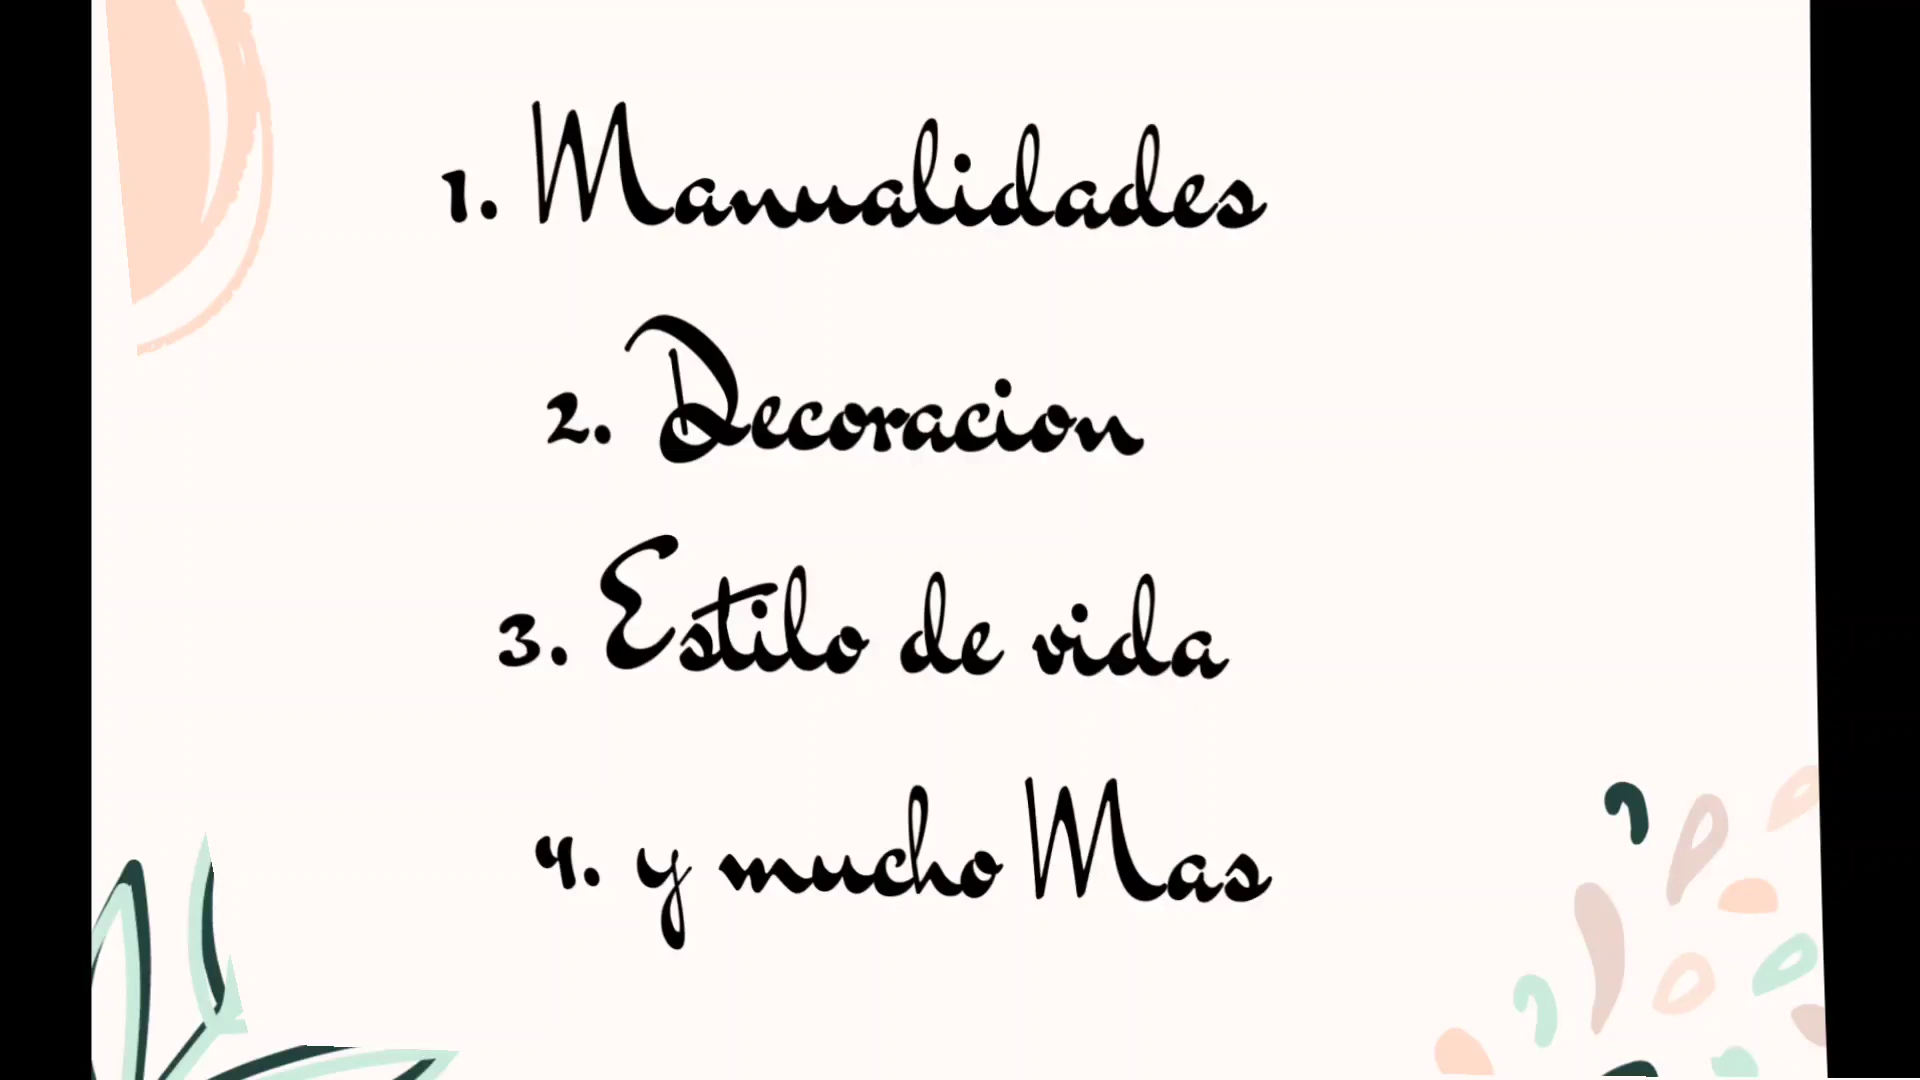 1. Manualidades
2. Decoracion
3. Estilo de vida
4. y mucho Mas